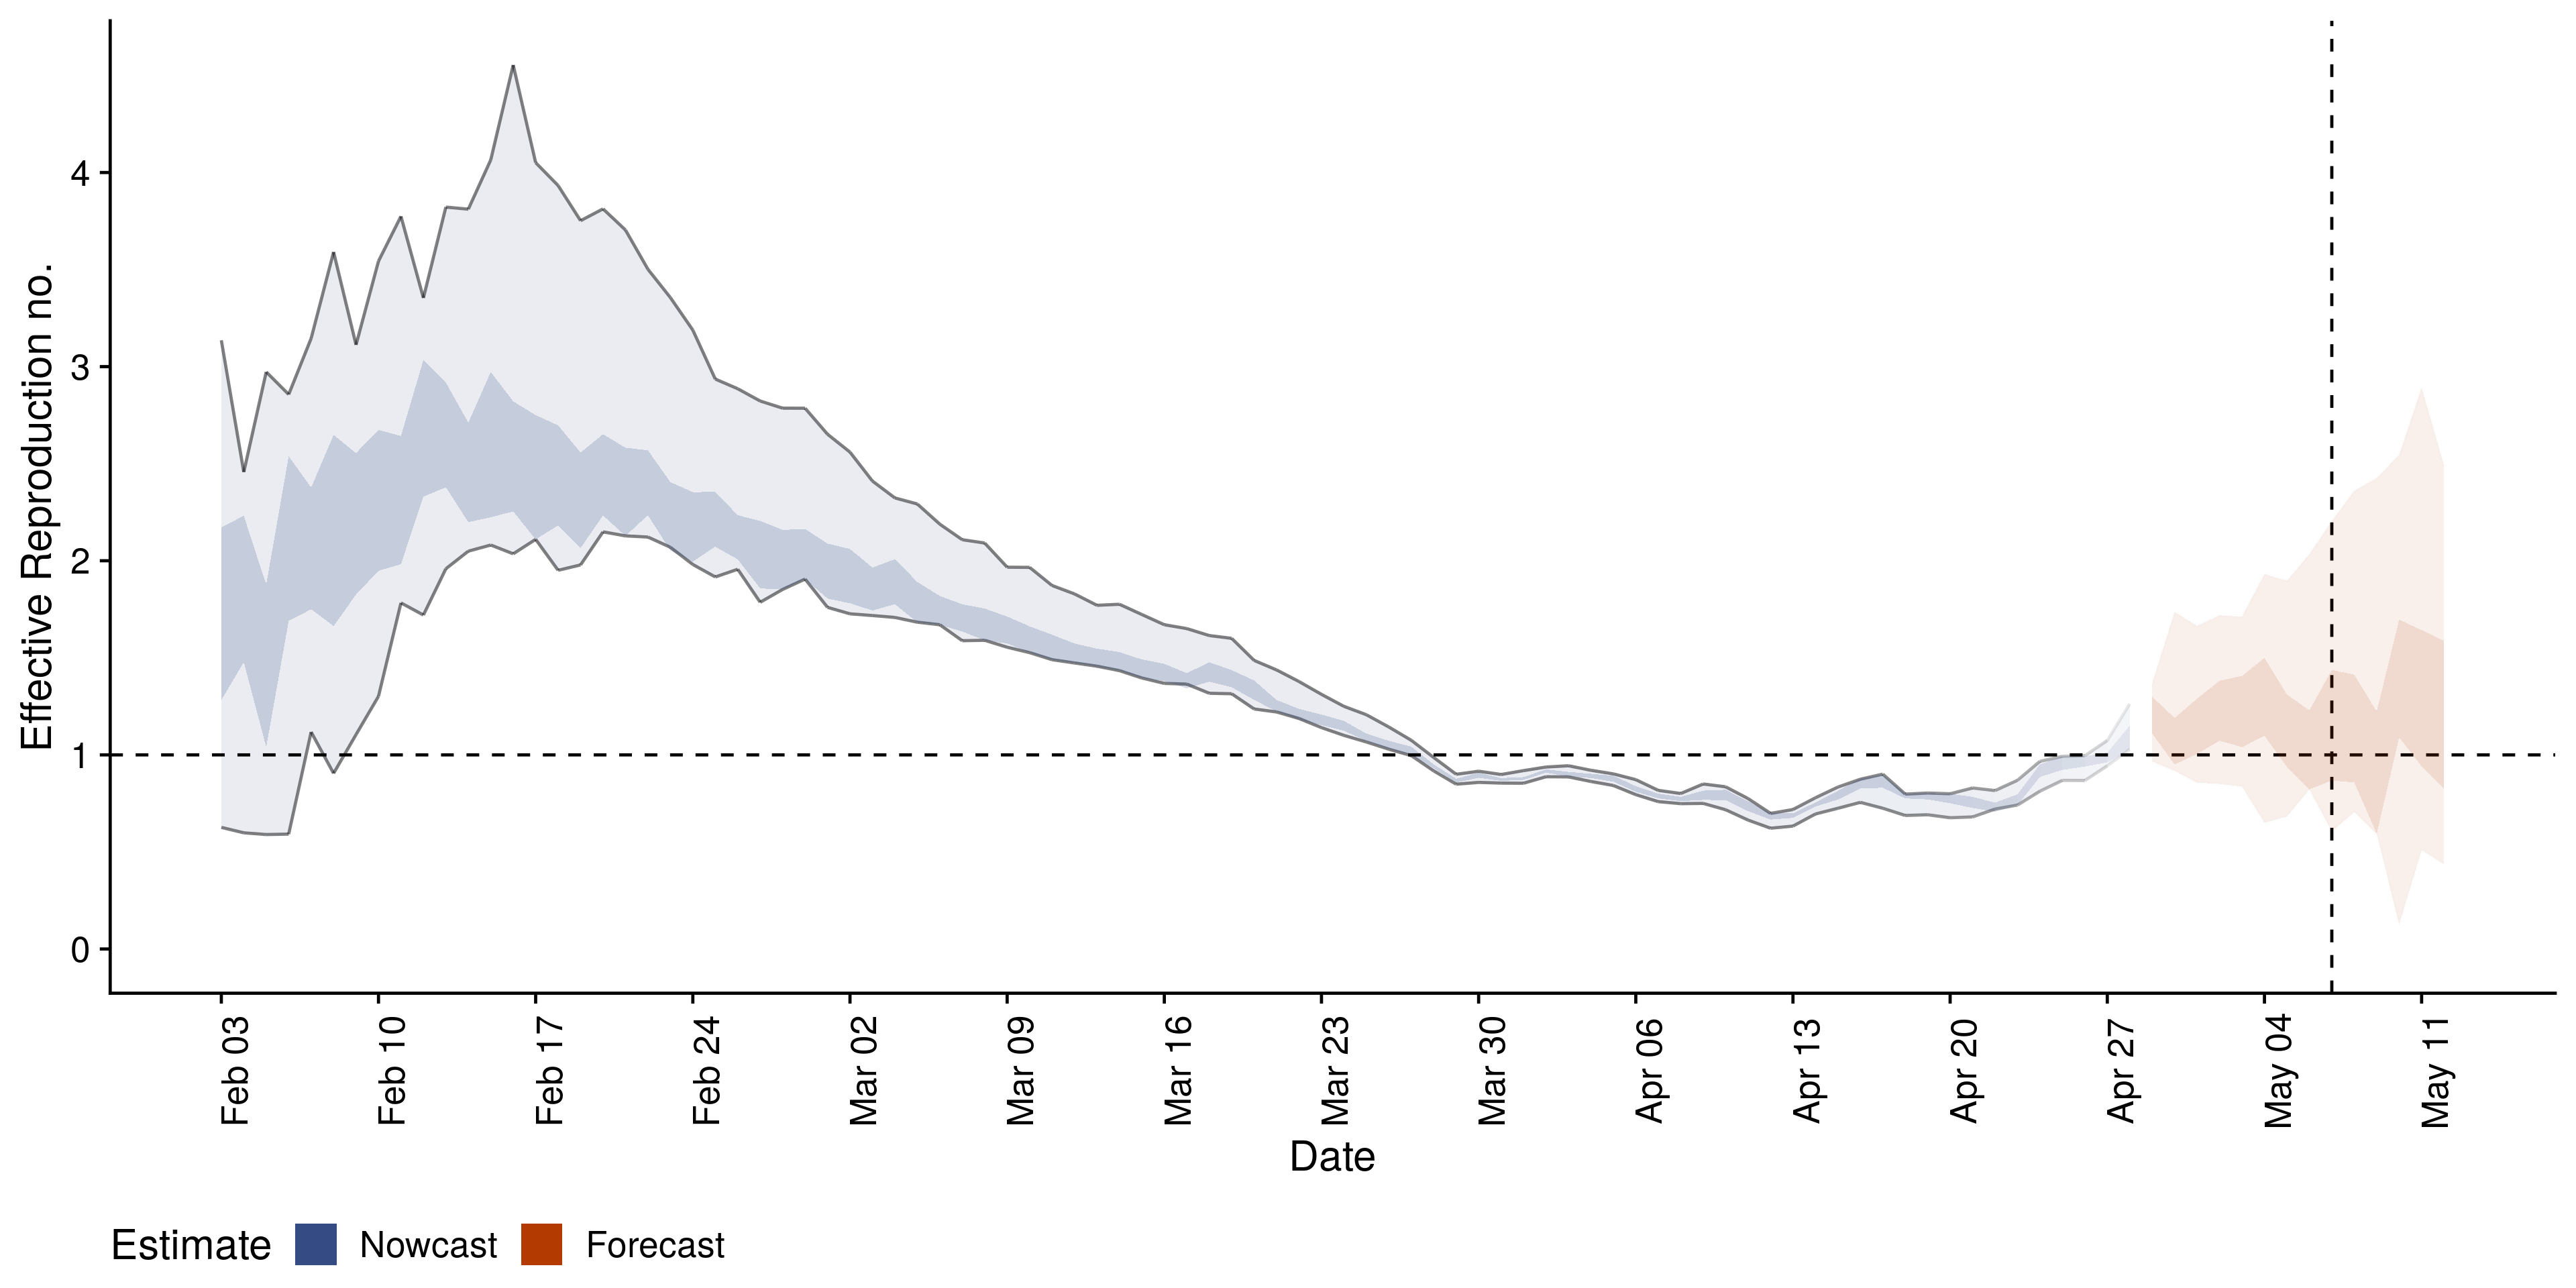 Effective Reproduction no.
4
3
2
1
0
Feb 03
Feb 10
Feb 17
Feb 24
Mar 02
Mar 09
Mar 16
Mar 23
Mar 30
Apr 06
Apr 13
Apr 20
Apr 27
May 04
May 11
Date
Estimate Nowcast Forecast